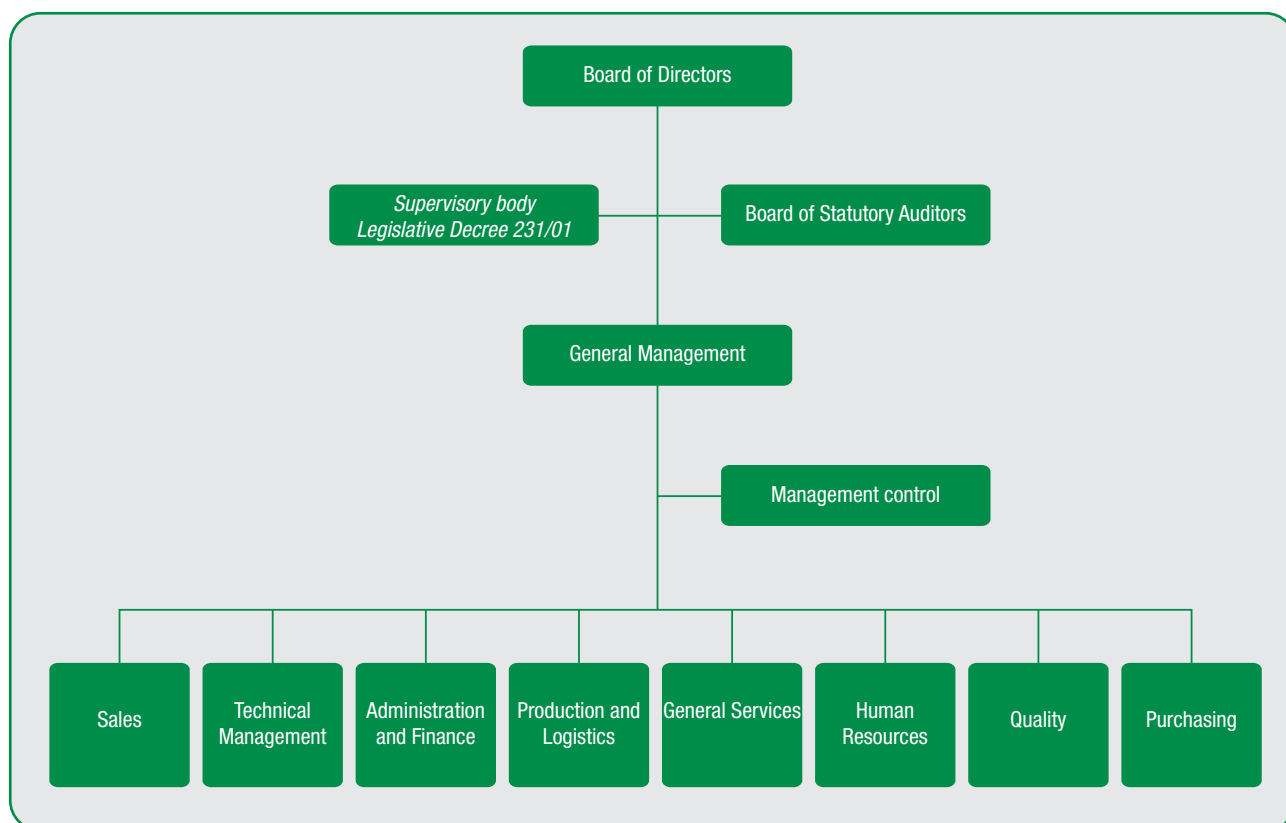 Board of Directors
Supervisory body
Legislative Decree 231/01
Board of Statutory Auditors
General Management
Management control
Sales
Technical
Management
Administration
and Finance
Production and
Logistics
General Services
Human
Resources
Quality
Purchasing